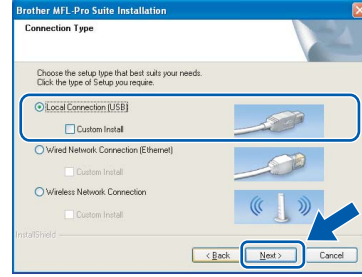 Brother MFL-Pro Suite Installation
Connection Type
Choose the setup type that best suits your needs.
Click the type of Setup you require.
Local Connection (USB)
Custom Install
Wired Network Connection (Ethernet)
Custom Install
Wireless Network Connection
Custom Install
InstallShield
< Back Next > Cancel